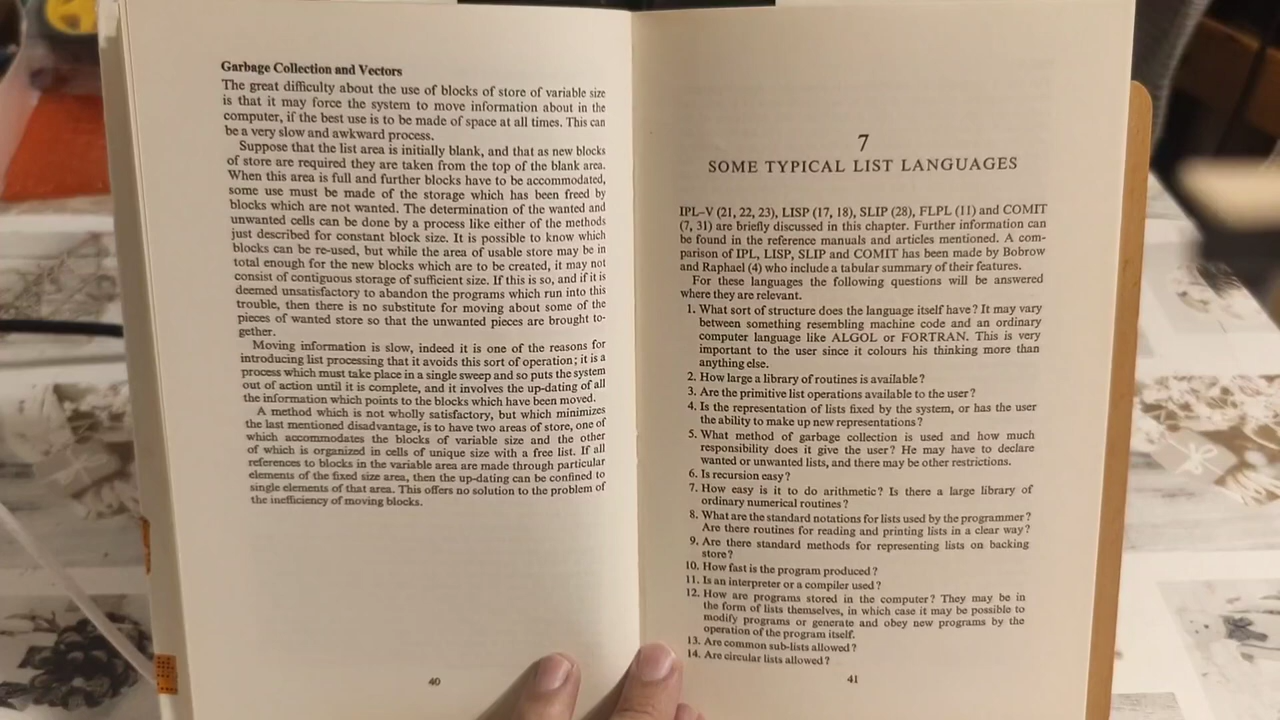 Garbage Collection and Vectors
The great difficulty about the use of blocks of store of variable size
is that it may force the system to move information about in the
computer, if the best use is to be made of space at all times. This can
be a very slow and awkward process.
Suppose that the list area is initially blank, and that as new blocks
of store are required they are taken from the top of the blank area.
When this area is full and further blocks have to be accommodated,
some use must be made of the storage which has been freed by
blocks which are not wanted. The determination of the wanted and
unwanted cells can be done by a process like either of the methods
just described for constant block size. It is possible to know which
blocks can be re-used, but while the area of usable store may be in
total enough for the new blocks which are to be created, it may not
consist of contiguous storage of sufficient size. If this is so, and if it is
deemed unsatisfactory to abandon the programs which run into this
trouble, then there is no substitute for moving about some of the
pieces of wanted store so that the unwanted pieces are brought to-
gether.
Moving information is slow, indeed it is one of the reasons for
introducing list processing that it avoids this sort of operation; it is a
process which must take place in a single sweep and so puts the system
out of action until it is complete, and it involves the up-dating of all
the information which points to the blocks which have been moved.
A method which is not wholly satisfactory, but which minimizes
the last mentioned disadvantage, is to have two areas of store, one of
which accommodates the blocks of variable size and the other
of which is organized in cells of unique size with a free list. If all
references to blocks in the variable area are made through particular
elements of the fixed size area, then the up-dating can be confined to
single elements of that area. This offers no solution to the problem of
the inefficiency of moving blocks.
40
7
SOME TYPICAL LIST LANGUAGES
IPL–V (21, 22, 23), LISP (17, 18), SLIP (28), FLPL (11) and COMIT
(7, 31) are briefly discussed in this chapter. Further information can
be found in the reference manuals and articles mentioned. A com-
parison of IPL, LISP, SLIP and COMIT has been made by Bobrow
and Raphael (4) who include a tabular summary of their features.
For these languages the following questions will be answered
where they are relevant.
1. What sort of structure does the language itself have? It may vary
between something resembling machine code and an ordinary
computer language like ALGOL or FORTRAN. This is very
important to the user since it colours his thinking more than
anything else.
2. How large a library of routines is available?
3. Are the primitive list operations available to the user?
4. Is the representation of lists fixed by the system, or has the user
the ability to make up new representations?
5. What method of garbage collection is used and how much
responsibility does it give the user? He may have to declare
wanted or unwanted lists, and there may be other restrictions.
6. Is recursion easy?
7. How easy is it to do arithmetic? Is there a large library of
ordinary numerical routines?
8. What are the standard notations for lists used by the programmer?
Are there routines for reading and printing lists in a clear way?
9. Are there standard methods for representing lists on backing
store?
10. How fast is the program produced?
11. Is an interpreter or a compiler used?
12. How are programs stored in the computer? They may be in
the form of lists themselves, in which case it may be possible to
modify programs or generate and obey new programs by the
operation of the program itself.
13. Are common sub-lists allowed?
14. Are circular lists allowed?
41